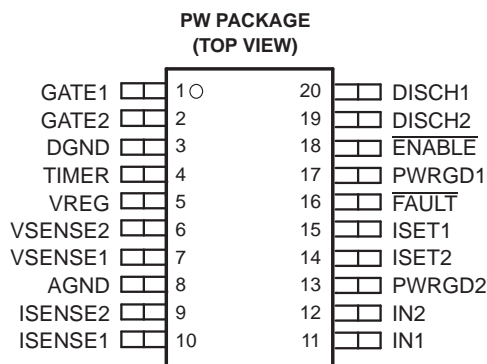 PW PACKAGE
(TOP VIEW)
GATE1 1 20 DISCH1
GATE2 2 19 DISCH2
DGND 3 18 ENABLE
TIMER 4 17 PWRGD1
VREG 5 16 FAULT
VSENSE2 6 15 ISET1
VSENSE1 7 14 ISET2
AGND 8 13 PWRGD2
ISENSE2 9 12 IN2
ISENSE1 10 11 IN1